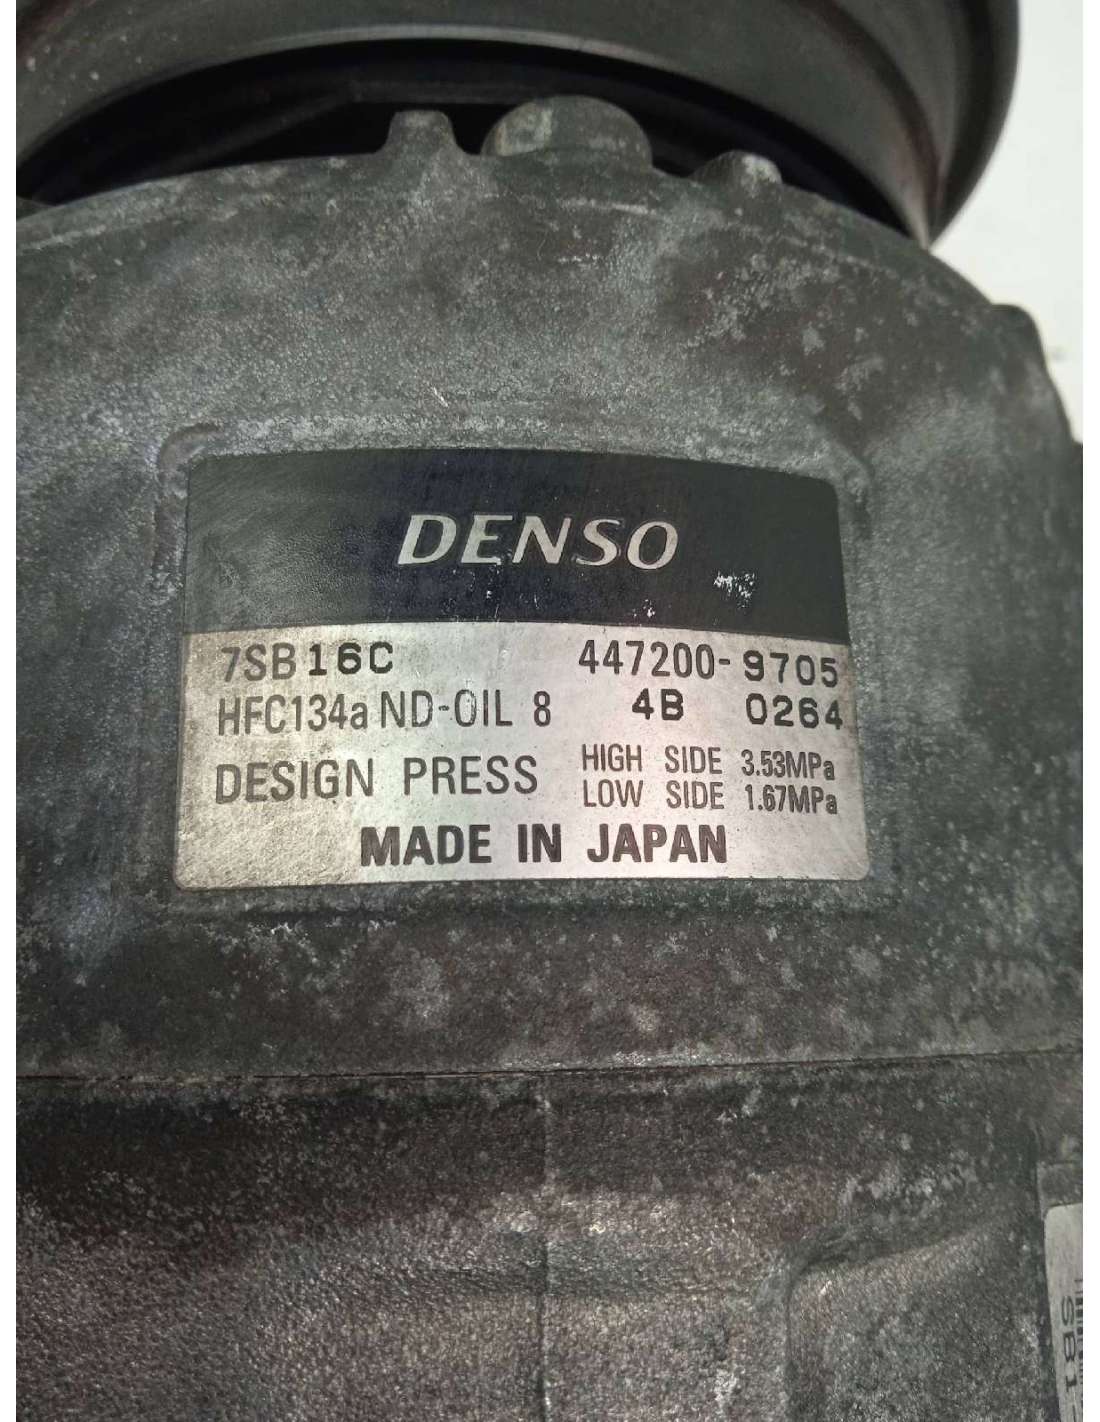 DENSO
7SB16C 447200-9705
HFC134a ND-OIL 8 4B 0264
DESIGN PRESS HIGH SIDE 3.53MPa
LOW SIDE 1.67MPa
MADE IN JAPAN